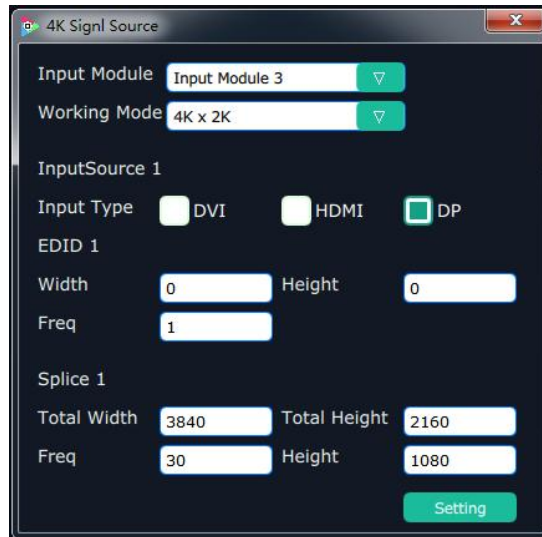 4K Signl Source
Input Module Input Module 3
Working Mode 4K x 2K
InputSource 1
Input Type DVI HDMI DP
EDID 1
Width 0 Height 0
Freq 1
Splice 1
Total Width 3840 Total Height 2160
Freq 30 Height 1080
Setting